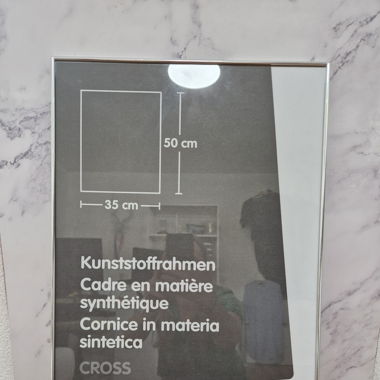 50 cm
35 cm
Kunststoffrahmen
Cadre en matière
synthétique
Cornice in materia
sintetica
CROSS